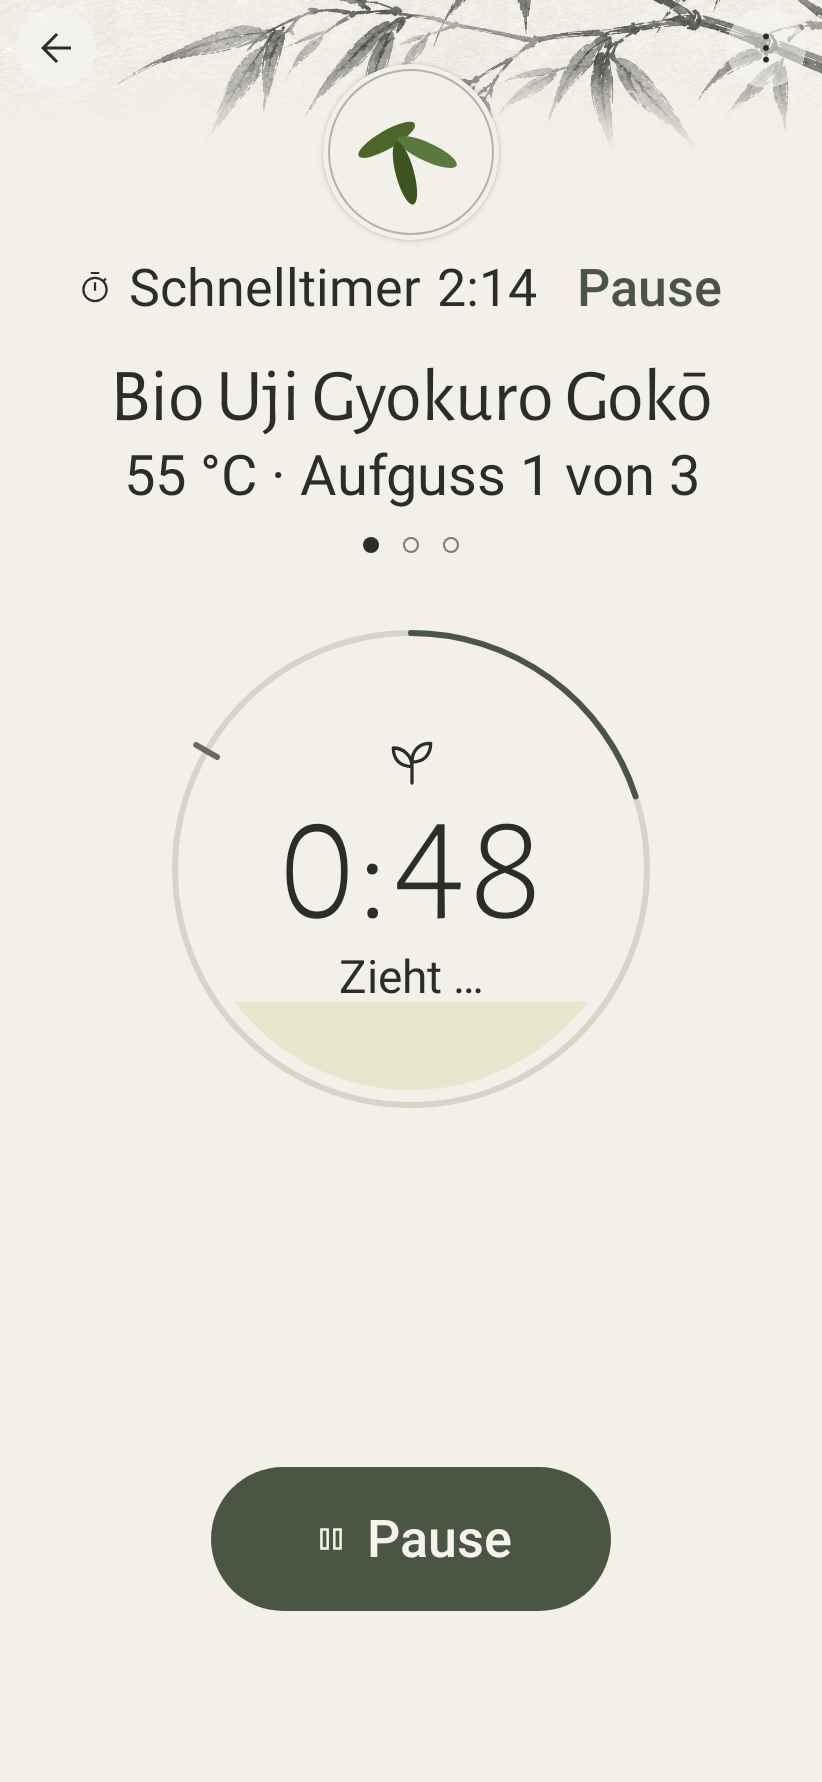 Schnelltimer 2:14 Pause
Bio Uji Gyokuro Gokō
55 °C · Aufguss 1 von 3
0:48
Zieht ...
Pause